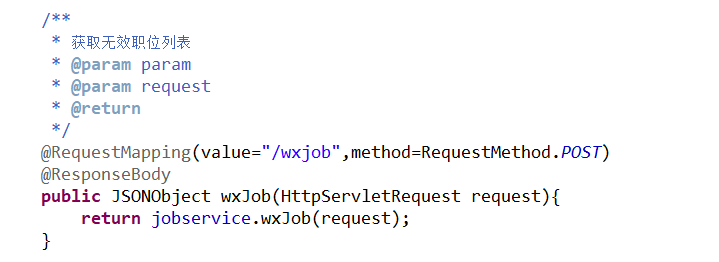 /**
 * 获取无效职位列表
 * @param param
 * @param request
 * @return
 */
@RequestMapping(value="/wxjob",method=RequestMethod.POST)
@ResponseBody
public JSONObject wxJob(HttpServletRequest request){
    return jobservice.wxJob(request);
}